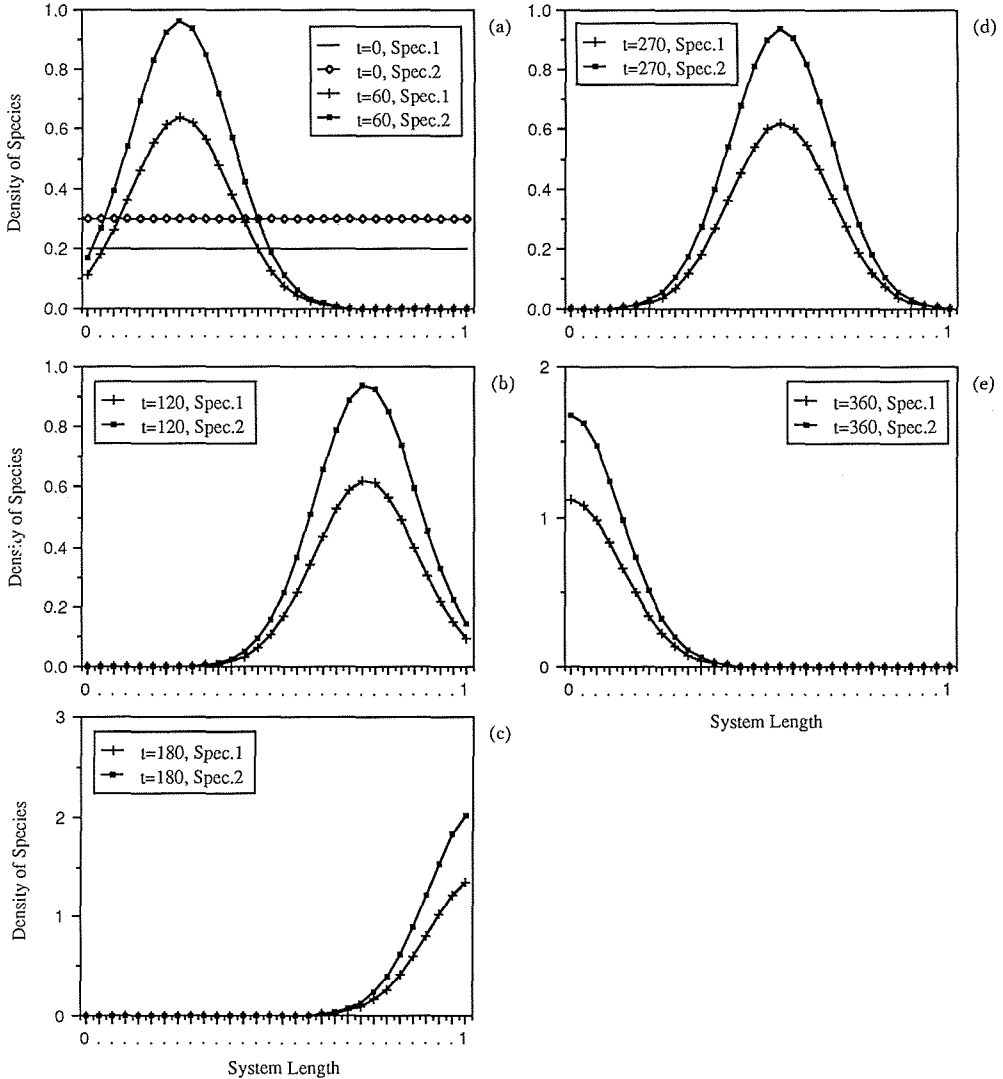 (a)
Density of Species
1.0
0.8
0.6
0.4
0.2
0.0
t=0, Spec.1
t=0, Spec.2
t=60, Spec.1
t=60, Spec.2
0 1
(d)
1.0
0.8
0.6
0.4
0.2
0.0
t=270, Spec.1
t=270, Spec.2
0 1
(b)
Density of Species
1.0
0.8
0.6
0.4
0.2
0.0
t=120, Spec.1
t=120, Spec.2
0 1
(e)
2
1
0
t=360, Spec.1
t=360, Spec.2
0 1
System Length
(c)
Density of Species
3
2
1
0
t=180, Spec.1
t=180, Spec.2
0 1
System Length